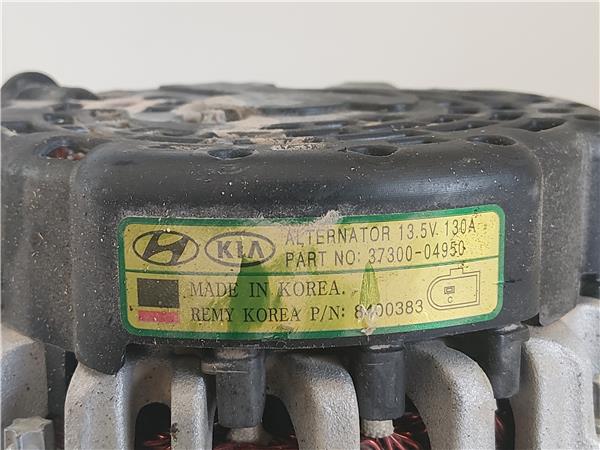 KIA ALTERNATOR 13.5V 130A
PART NO: 37300-04950
MADE IN KOREA.
REMY KOREA P/N: 8400383